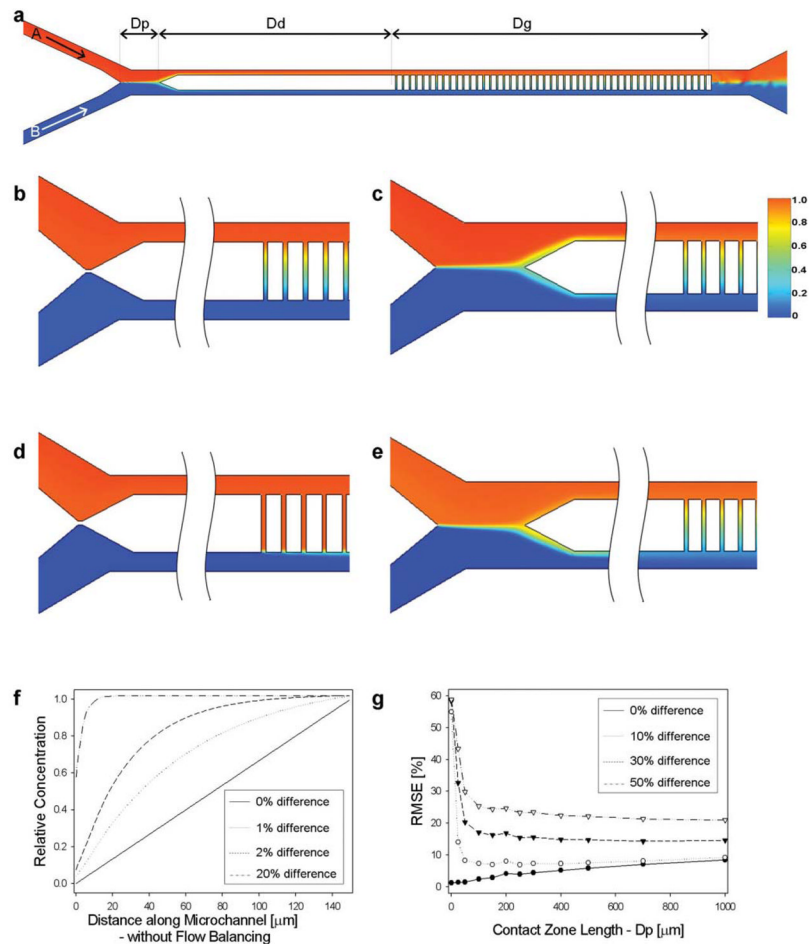 a
Dp
Dd
Dg
A
B
b
c
1.0
0.8
0.6
0.4
0.2
0
d
e
f
1.0
0.8
0.6
0.4
0.2
0.0
Relative Concentration
0% difference
1% difference
2% difference
20% difference
0 20 40 60 80 100 120 140
Distance along Microchannel [µm]
- without Flow Balancing
g
60
50
40
30
20
10
0
RMSE [%]
0% difference
10% difference
30% difference
50% difference
0 200 400 600 800 1000
Contact Zone Length - Dp [µm]